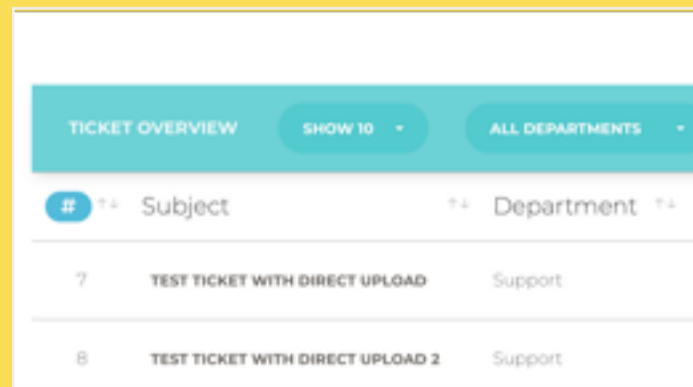 TICKET OVERVIEW SHOW 10 ALL DEPARTMENTS
# Subject Department
7 TEST TICKET WITH DIRECT UPLOAD Support
8 TEST TICKET WITH DIRECT UPLOAD 2 Support